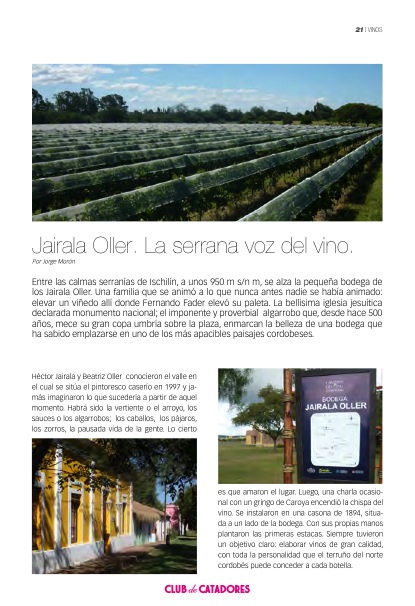 21 | VINOS
Jairala Oller. La serrana voz del vino.
Por Jorge Morán
Entre las calmas serranías de Ischilín, a unos 950 m s/n m, se alza la pequeña bodega de
los Jairala Oller. Una familia que se animó a lo que nunca antes nadie se había animado:
elevar un viñedo allí donde Fernando Fader elevó su paleta. La bellísima iglesia jesuítica
declarada monumento nacional; el imponente y proverbial algarrobo que, desde hace 500
años, mece su gran copa umbría sobre la plaza, enmarcan la belleza de una bodega que
ha sabido emplazarse en uno de los más apacibles paisajes cordobeses.
Héctor Jairala y Beatriz Oller conocieron el valle en
el cual se sitúa el pintoresco caserío en 1997 y ja-
más imaginaron lo que sucedería a partir de aquel
momento. Habrá sido la vertiente o el arroyo, los
sauces o los algarrobos; los caballos, los pájaros,
los zorros, la pausada vida de la gente. Lo cierto
BODEGA
JAIRALA OLLER
es que amaron el lugar. Luego, una charla ocasio-
nal con un gringo de Caroya encendió la chispa del
vino. Se instalaron en una casona de 1894, situa-
da a un lado de la bodega. Con sus propias manos
plantaron las primeras estacas. Siempre tuvieron
un objetivo claro: elaborar vinos de gran calidad,
con toda la personalidad que el terruño del norte
cordobés puede conceder a cada botella.
CLUB de CATADORES